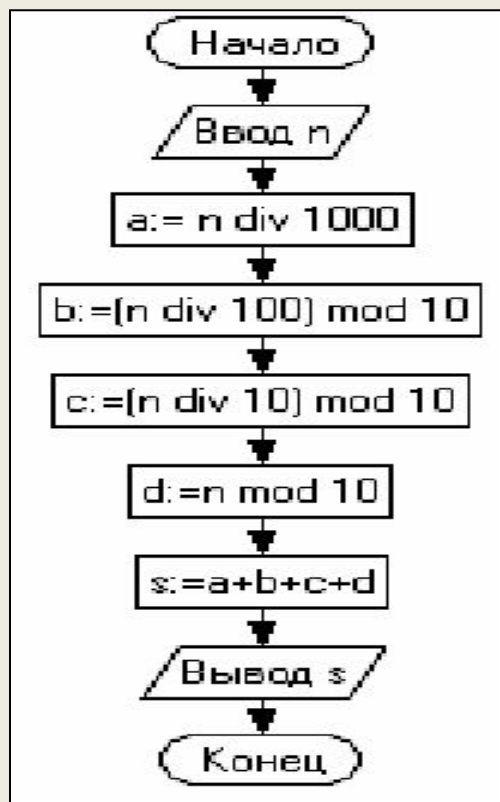 Начало
Ввод n
a:= n div 1000
b:=(n div 100) mod 10
c:=(n div 10) mod 10
d:=n mod 10
s:=a+b+c+d
Вывод s
Конец